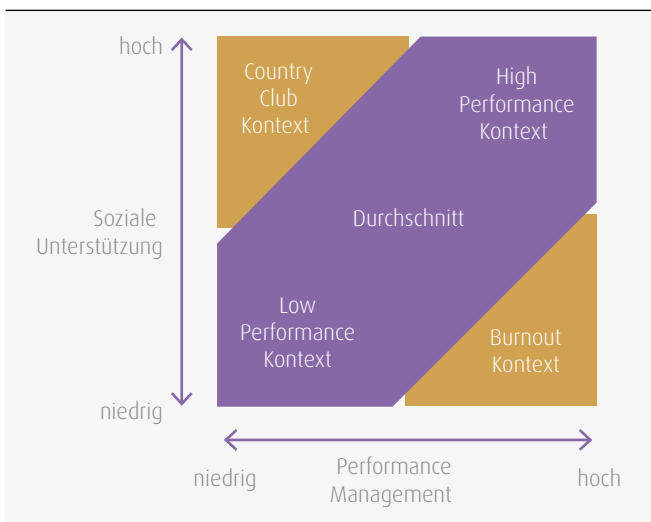 hoch
Country
Club
Kontext
High
Performance
Kontext
Soziale
Unterstützung
Durchschnitt
Low
Performance
Kontext
Burnout
Kontext
niedrig
niedrig
Performance
Management
hoch